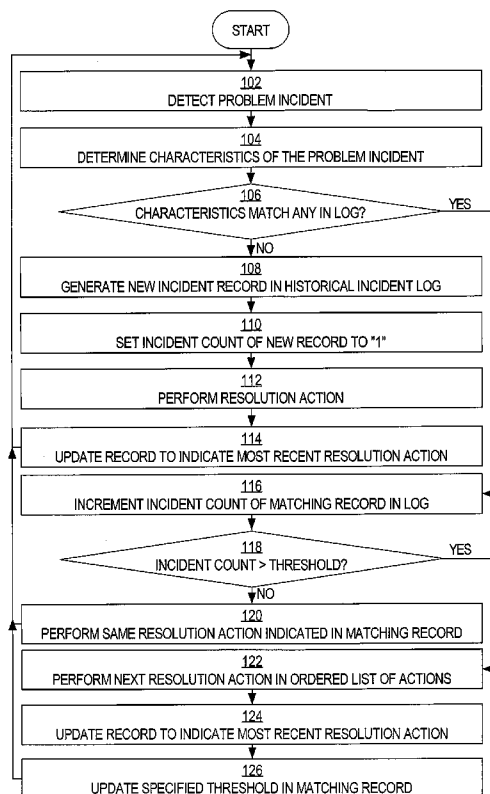 START
102
DETECT PROBLEM INCIDENT
104
DETERMINE CHARACTERISTICS OF THE PROBLEM INCIDENT
106
CHARACTERISTICS MATCH ANY IN LOG?
YES
NO
108
GENERATE NEW INCIDENT RECORD IN HISTORICAL INCIDENT LOG
110
SET INCIDENT COUNT OF NEW RECORD TO "1"
112
PERFORM RESOLUTION ACTION
114
UPDATE RECORD TO INDICATE MOST RECENT RESOLUTION ACTION
116
INCREMENT INCIDENT COUNT OF MATCHING RECORD IN LOG
118
INCIDENT COUNT > THRESHOLD?
YES
NO
120
PERFORM SAME RESOLUTION ACTION INDICATED IN MATCHING RECORD
122
PERFORM NEXT RESOLUTION ACTION IN ORDERED LIST OF ACTIONS
124
UPDATE RECORD TO INDICATE MOST RECENT RESOLUTION ACTION
126
UPDATE SPECIFIED THRESHOLD IN MATCHING RECORD